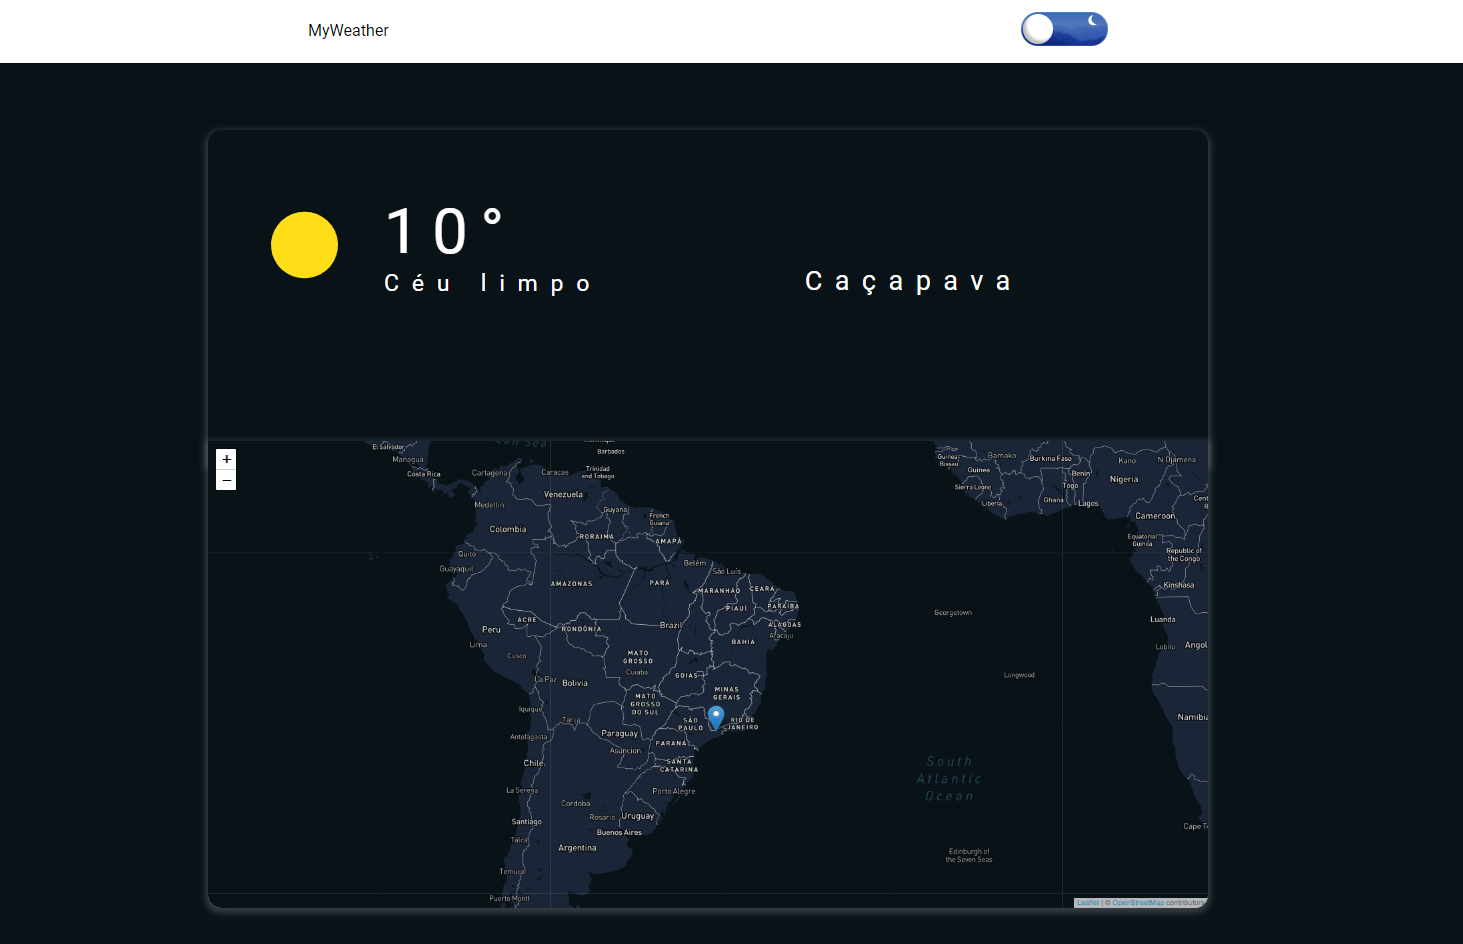 MyWeather
10°
Céu limpo
Caçapava
+
−
El Salvador
Managua
Costa Rica
Barbados
Trinidad
and Tobago
Cartagena
Caracas
Venezuela
Medellín
Guyana
French
Guiana
Colombia
RORAIMA
AMAPÁ
Quito
Guayaquil
Belém
São Luís
AMAZONAS
PARÁ
MARANHÃO
CEARÁ
PIAUÍ
PARAÍBA
ACRE
RONDÔNIA
Brazil
ALAGOAS
Aracaju
Peru
Lima
BAHIA
Cusco
MATO
GROSSO
Cuiabá
GOIÁS
La Paz
Bolivia
MINAS
GERAIS
MATO
GROSSO
DO SUL
Iquique
Tarija
SÃO
PAULO
RIO DE
JANEIRO
Antofagasta
Paraguay
PARANÁ
Asuncion
Chile
SANTA
CATARINA
La Serena
Porto Alegre
Cordoba
Santiago
Rosario
Uruguay
Buenos Aires
Talca
Argentina
Temuco
Puerto Montt
Guinea-
Bissau
Bamako
Burkina Faso
Kano
N'Djamena
Guinea
Benin
Nigeria
Sierra Leone
Togo
Liberia
Ghana
Lagos
Cameroon
Equatorial
Guinea
Republic of
the Congo
Kinshasa
Georgetown
Luanda
Lobito
Angol
Longwood
Namibia
South
Atlantic
Ocean
Edinburgh of
the Seven Seas
Leaflet | © OpenStreetMap contributors